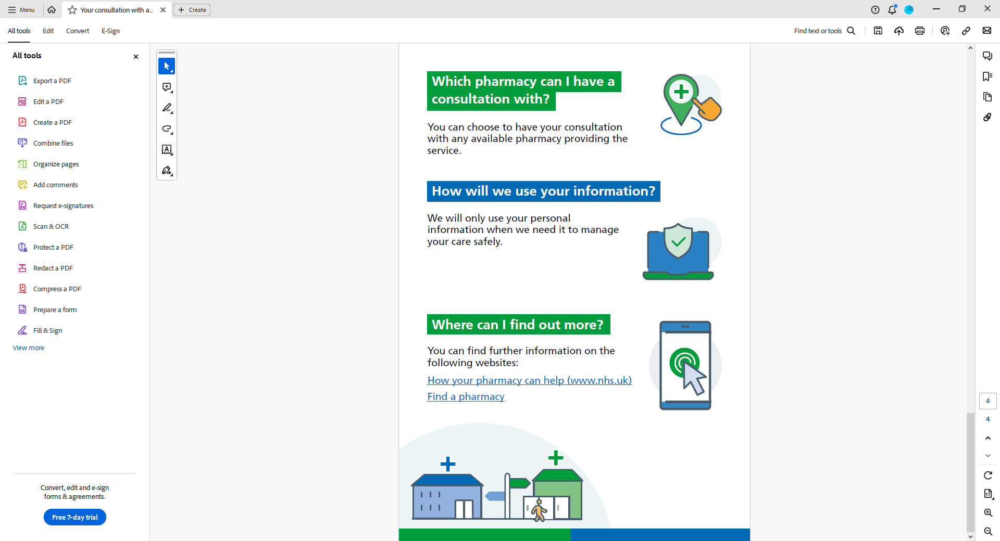 Menu
Your consultation with a...
Create
All tools
Edit
Convert
E-Sign
Find text or tools
All tools
Export a PDF
Edit a PDF
Create a PDF
Combine files
Organize pages
Add comments
Request e-signatures
Scan & OCR
Protect a PDF
Redact a PDF
Compress a PDF
Prepare a form
Fill & Sign
View more
Convert, edit and e-sign
forms & agreements.
Free 7-day trial
Which pharmacy can I have a
consultation with?
You can choose to have your consultation
with any available pharmacy providing the
service.
How will we use your information?
We will only use your personal
information when we need it to manage
your care safely.
Where can I find out more?
You can find further information on the
following websites:
How your pharmacy can help (www.nhs.uk)
Find a pharmacy
4
4